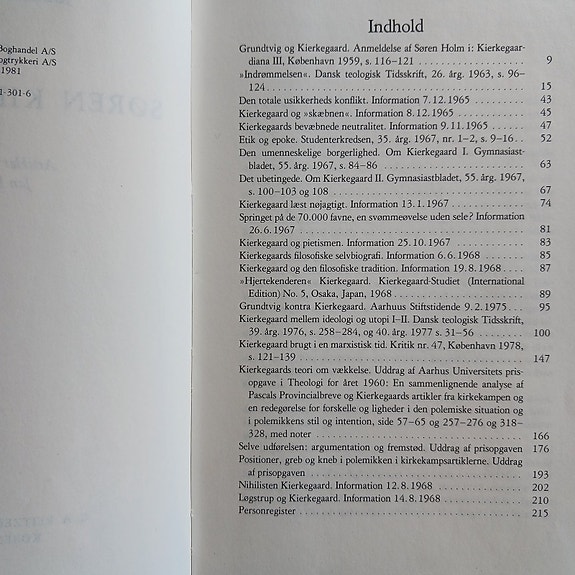 Boghandel A/S
ogtrykkeri A/S
1981
1-301-6
SØREN KI
Indhold
Grundtvig og Kierkegaard. Anmeldelse af Søren Holm i: Kierkegaar-
diana III, København 1959, s. 116–121 9
»Indrømmelsen«. Dansk teologisk Tidsskrift, 26. årg. 1963, s. 96–
124 15
Den totale usikkerheds konflikt. Information 7.12.1965 43
Kierkegaard og »skæbnen«. Information 8.12.1965 45
Kierkegaards bevæbnede neutralitet. Information 9.11.1965 47
Etik og epoke. Studenterkredsen, 35. årg. 1967, nr. 1–2, s. 9–16 52
Den umenneskelige borgerlighed. Om Kierkegaard I. Gymnasiast-
bladet, 55. årg. 1967, s. 84–86 63
Det ubetingede. Om Kierkegaard II. Gymnasiastbladet, 55. årg. 1967,
s. 100–103 og 108 67
Kierkegaard læst nøjagtigt. Information 13.1.1967 74
Springet på de 70.000 favne, en svømmeøvelse uden sele? Information
26.6.1967 81
Kierkegaard og pietismen. Information 25.10.1967 83
Kierkegaards filosofiske selvbiografi. Information 6.6.1968 85
Kierkegaard og den filosofiske tradition. Information 19.8.1968 87
»Hjertekenderen« Kierkegaard. Kierkegaard-Studiet (International
Edition) No. 5, Osaka, Japan, 1968 89
Grundtvig kontra Kierkegaard. Aarhuus Stiftstidende 9.2.1975 95
Kierkegaard mellem ideologi og utopi I–II. Dansk teologisk Tidsskrift,
39. årg. 1976, s. 258–284, og 40. årg. 1977 s. 31–56 100
Kierkegaard brugt i en marxistisk tid. Kritik nr. 47, København 1978,
s. 121–139 147
Kierkegaards teori om vækkelse. Uddrag af Aarhus Universitets pris-
opgave i Theologi for året 1960: En sammenlignende analyse af
Pascals Provincialbreve og Kierkegaards artikler fra kirkekampen og
en redegørelse for forskelle og ligheder i den polemiske situation og
i polemikkens stil og intention, side 57–65 og 257–276 og 318–
328, med noter 166
Selve udførelsen: argumentation og fremstød. Uddrag af prisopgaven 176
Positioner, greb og kneb i polemikken i kirkekampsartiklerne. Uddrag
af prisopgaven 193
Nihilisten Kierkegaard. Information 12.8.1968 202
Løgstrup og Kierkegaard. Information 14.8.1968 210
Personregister 215